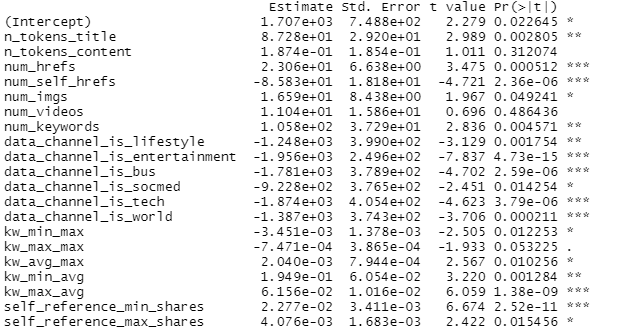 Estimate Std. Error t value Pr(>|t|)
(Intercept) 1.707e+03 7.488e+02 2.279 0.022645 *
n_tokens_title 8.728e+01 2.920e+01 2.989 0.002805 **
n_tokens_content 1.874e-01 1.854e-01 1.011 0.312074
num_hrefs 2.306e+01 6.638e+00 3.475 0.000512 ***
num_self_hrefs -8.583e+01 1.818e+01 -4.721 2.36e-06 ***
num_imgs 1.659e+01 8.438e+00 1.967 0.049241 *
num_videos 1.104e+01 1.586e+01 0.696 0.486436
num_keywords 1.058e+02 3.729e+01 2.836 0.004571 **
data_channel_is_lifestyle -1.248e+03 3.990e+02 -3.129 0.001754 **
data_channel_is_entertainment -1.956e+03 2.496e+02 -7.837 4.73e-15 ***
data_channel_is_bus -1.781e+03 3.789e+02 -4.702 2.59e-06 ***
data_channel_is_socmed -9.228e+02 3.765e+02 -2.451 0.014254 *
data_channel_is_tech -1.874e+03 4.054e+02 -4.623 3.79e-06 ***
data_channel_is_world -1.387e+03 3.743e+02 -3.706 0.000211 ***
kw_min_max -3.451e-03 1.378e-03 -2.505 0.012253 *
kw_max_max -7.471e-04 3.865e-04 -1.933 0.053225 .
kw_avg_max 2.040e-03 7.944e-04 2.567 0.010256 *
kw_min_avg 1.949e-01 6.054e-02 3.220 0.001284 **
kw_max_avg 6.156e-02 1.016e-02 6.059 1.38e-09 ***
self_reference_min_shares 2.277e-02 3.411e-03 6.674 2.52e-11 ***
self_reference_max_shares 4.076e-03 1.683e-03 2.422 0.015456 *